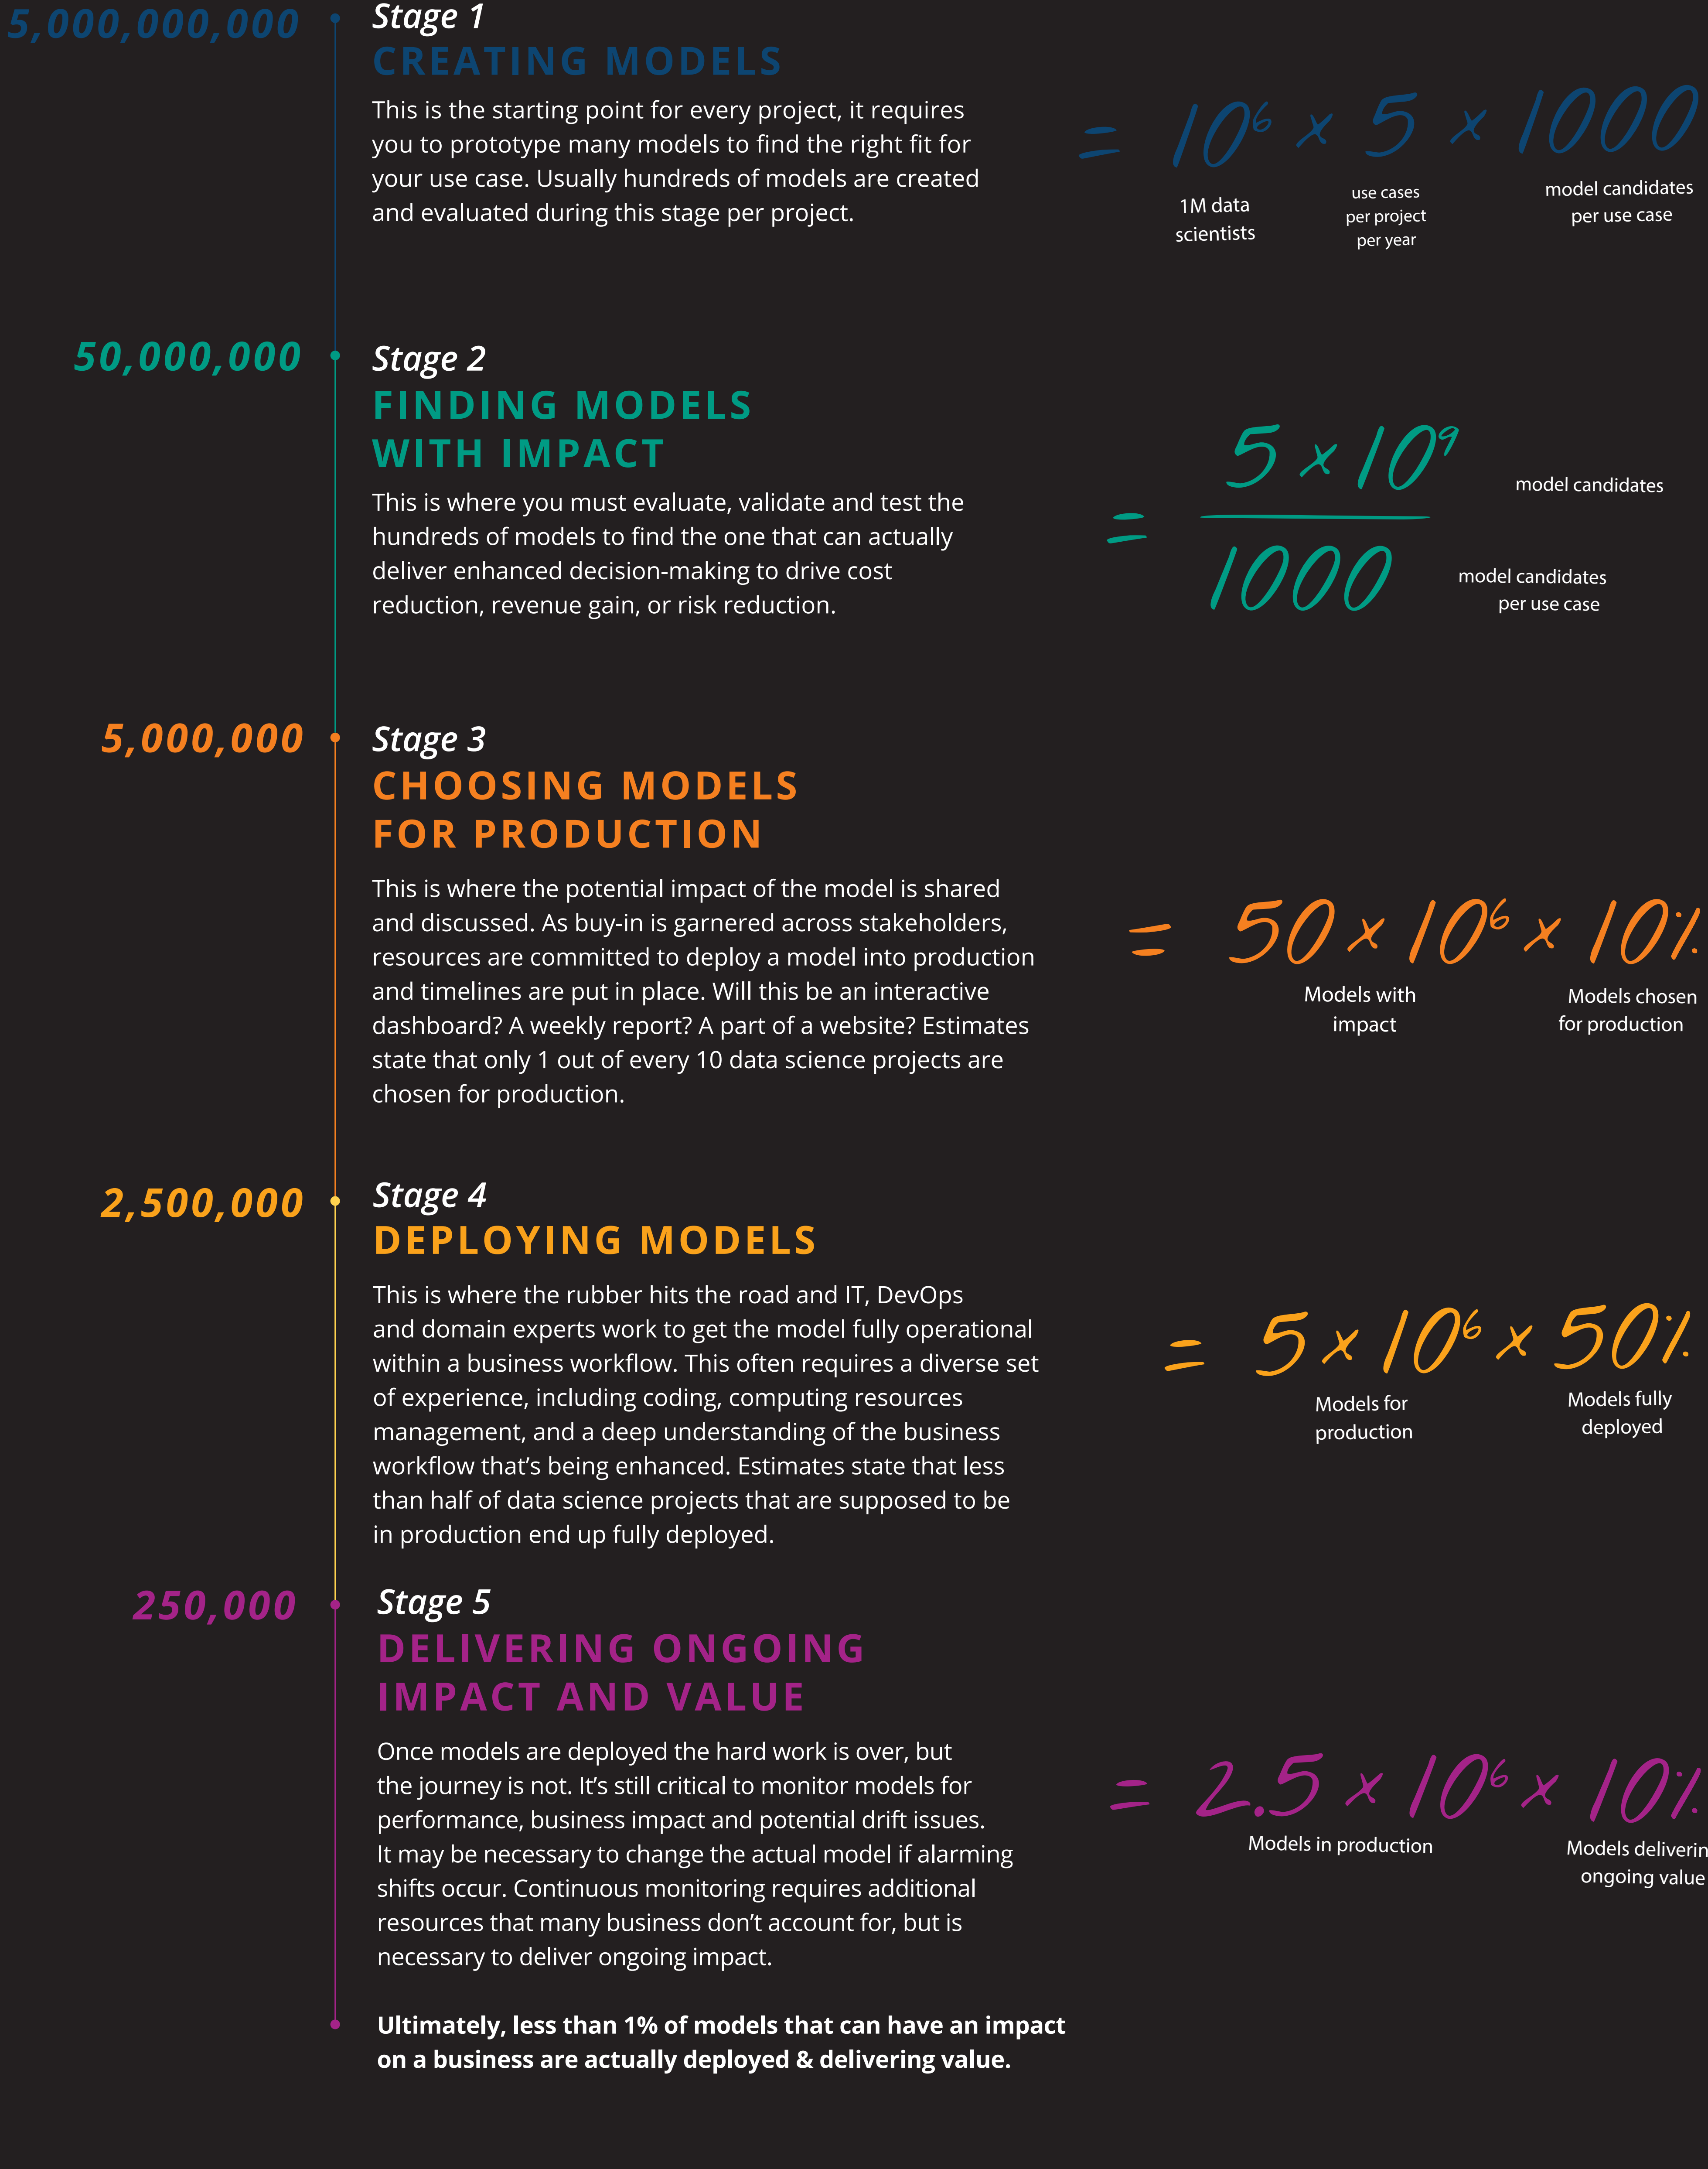 5,000,000,000
Stage 1
CREATING MODELS
This is the starting point for every project, it requires
you to prototype many models to find the right fit for
your use case. Usually hundreds of models are created
and evaluated during this stage per project.
= 10⁶ × 5 × 1000
1M data
scientists
use cases
per project
per year
model candidates
per use case
50,000,000
Stage 2
FINDING MODELS
WITH IMPACT
This is where you must evaluate, validate and test the
hundreds of models to find the one that can actually
deliver enhanced decision-making to drive cost
reduction, revenue gain, or risk reduction.
=
5 × 10⁹
model candidates
1000
model candidates
per use case
5,000,000
Stage 3
CHOOSING MODELS
FOR PRODUCTION
This is where the potential impact of the model is shared
and discussed. As buy-in is garnered across stakeholders,
resources are committed to deploy a model into production
and timelines are put in place. Will this be an interactive
dashboard? A weekly report? A part of a website? Estimates
state that only 1 out of every 10 data science projects are
chosen for production.
= 50 × 10⁶ × 10%
Models with
impact
Models chosen
for production
2,500,000
Stage 4
DEPLOYING MODELS
This is where the rubber hits the road and IT, DevOps
and domain experts work to get the model fully operational
within a business workflow. This often requires a diverse set
of experience, including coding, computing resources
management, and a deep understanding of the business
workflow that’s being enhanced. Estimates state that less
than half of data science projects that are supposed to be
in production end up fully deployed.
= 5 × 10⁶ × 50%
Models for
production
Models fully
deployed
250,000
Stage 5
DELIVERING ONGOING
IMPACT AND VALUE
Once models are deployed the hard work is over, but
the journey is not. It’s still critical to monitor models for
performance, business impact and potential drift issues.
It may be necessary to change the actual model if alarming
shifts occur. Continuous monitoring requires additional
resources that many business don’t account for, but is
necessary to deliver ongoing impact.
= 2.5 × 10⁶ × 10%
Models in production
Models deliverin
ongoing value
Ultimately, less than 1% of models that can have an impact
on a business are actually deployed & delivering value.